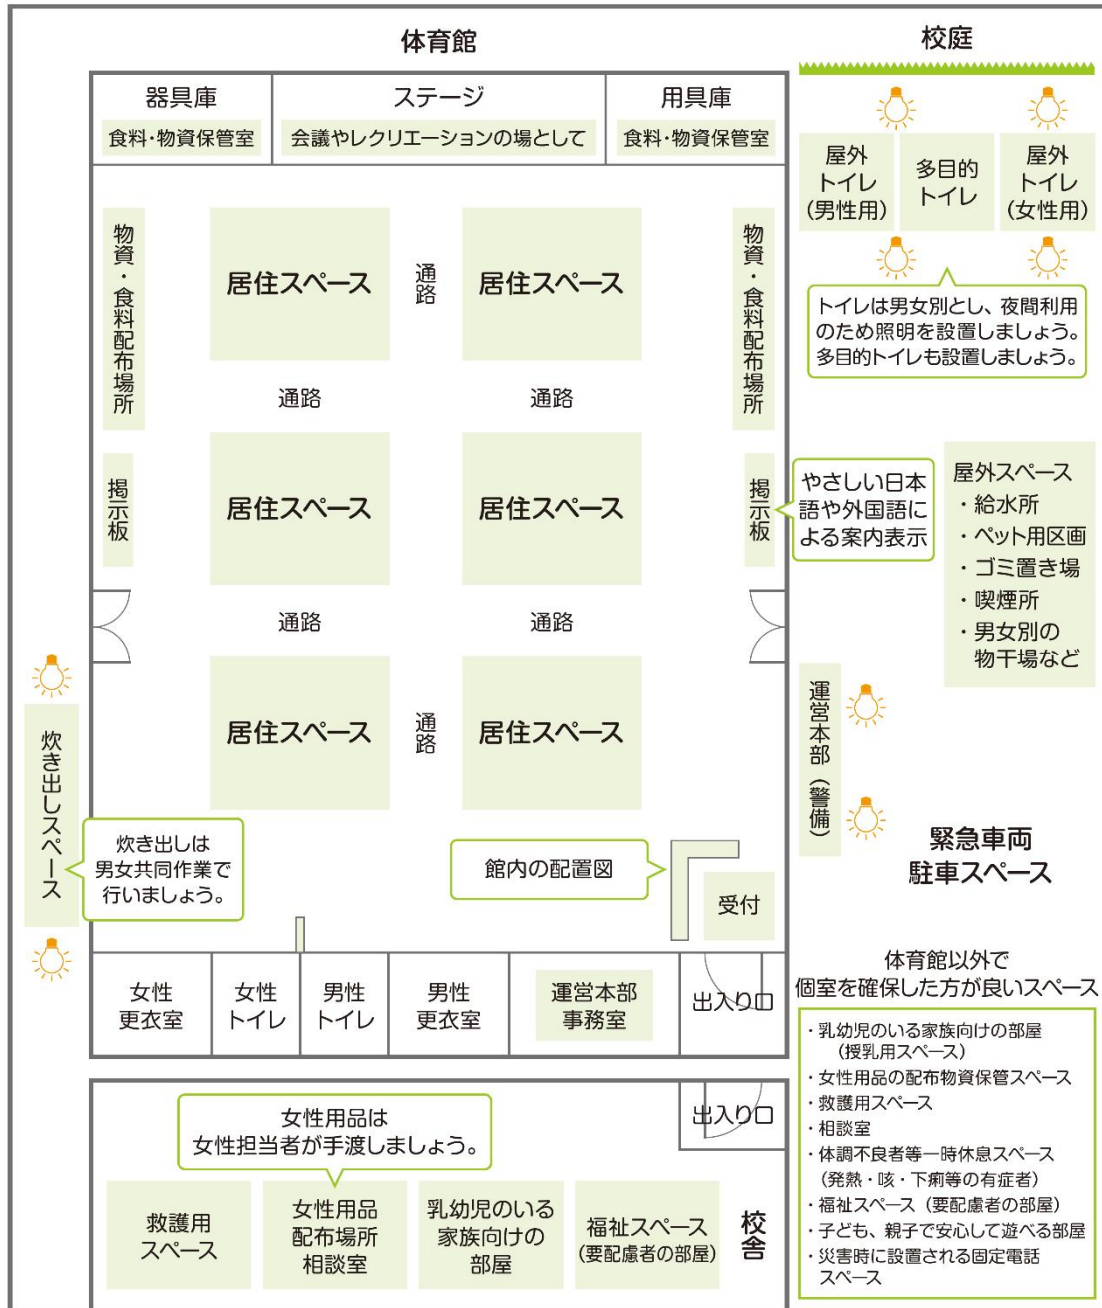 体育館
校庭
器具庫
食料・物資保管室
ステージ
会議やレクリエーションの場として
用具庫
食料・物資保管室
屋外
トイレ
(男性用)
多目的
トイレ
屋外
トイレ
(女性用)
トイレは男女別とし、夜間利用
のため照明を設置しましょう。
多目的トイレも設置しましょう。
物資・食料配布場所
居住スペース
通路
居住スペース
物資・食料配布場所
通路
通路
掲示板
居住スペース
居住スペース
掲示板
やさしい日本
語や外国語に
よる案内表示
屋外スペース
・給水所
・ペット用区画
・ゴミ置き場
・喫煙所
・男女別の
物干場など
通路
通路
居住スペース
通路
居住スペース
運営本部(警備)
炊き出しスペース
炊き出しは
男女共同作業で
行いましょう。
館内の配置図
受付
緊急車両
駐車スペース
女性
更衣室
女性
トイレ
男性
トイレ
男性
更衣室
運営本部
事務室
出入り口
体育館以外で
個室を確保した方が良いスペース
・乳幼児のいる家族向けの部屋
(授乳用スペース)
・女性用品の配布物資保管スペース
・救護用スペース
・相談室
・体調不良者等一時休息スペース
(発熱・咳・下痢等の有症者)
・福祉スペース(要配慮者の部屋)
・子ども、親子で安心して遊べる部屋
・災害時に設置される固定電話
スペース
出入り口
女性用品は
女性担当者が手渡しましょう。
救護用
スペース
女性用品
配布場所
相談室
乳幼児のいる
家族向けの
部屋
福祉スペース
(要配慮者の部屋)
校舎